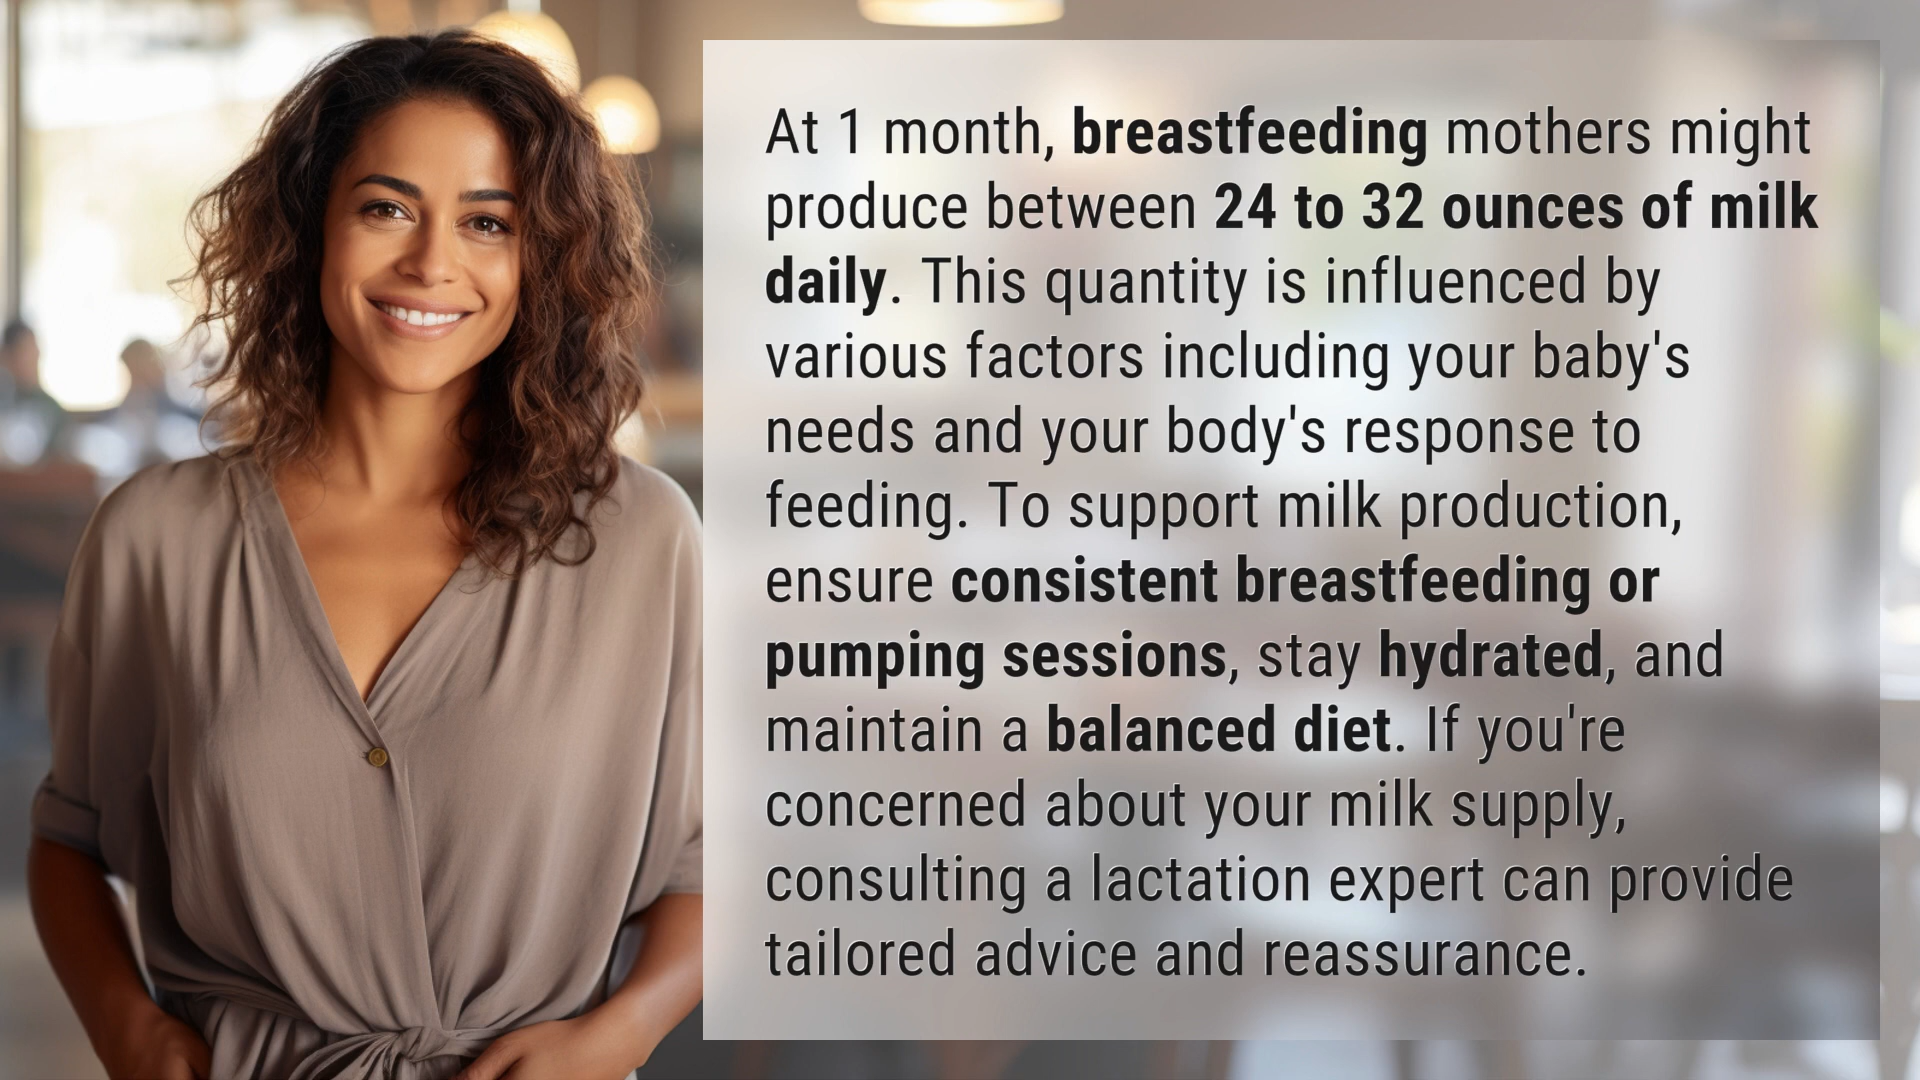 At 1 month, breastfeeding mothers might
produce between 24 to 32 ounces of milk
daily. This quantity is influenced by
various factors including your baby's
needs and your body's response to
feeding. To support milk production,
ensure consistent breastfeeding or
pumping sessions, stay hydrated, and
maintain a balanced diet. If you're
concerned about your milk supply,
consulting a lactation expert can provide
tailored advice and reassurance.